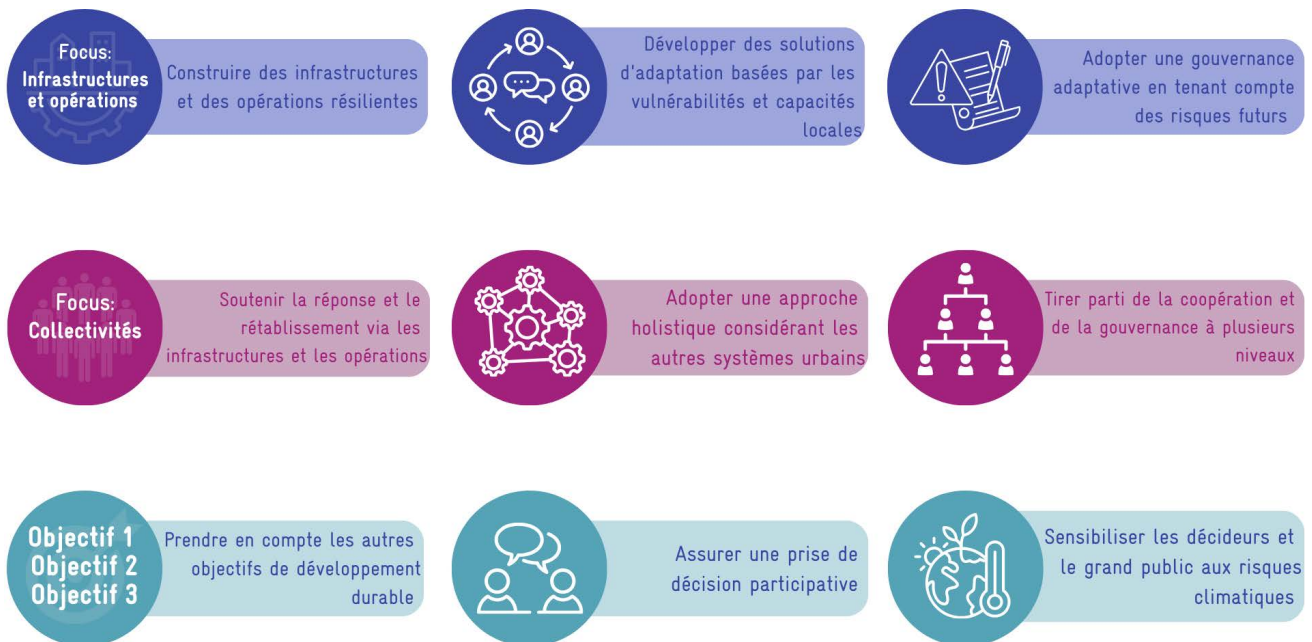 Focus:
Infrastructures
et opérations
Construire des infrastructures
et des opérations résilientes
Développer des solutions
d'adaptation basées par les
vulnérabilités et capacités
locales
Adopter une gouvernance
adaptative en tenant compte
des risques futurs
Focus:
Collectivités
Soutenir la réponse et le
rétablissement via les
infrastructures et les opérations
Adopter une approche
holistique considérant les
autres systèmes urbains
Tirer parti de la coopération et
de la gouvernance à plusieurs
niveaux
Objectif 1
Objectif 2
Objectif 3
Prendre en compte les autres
objectifs de développement
durable
Assurer une prise de
décision participative
Sensibiliser les décideurs et
le grand public aux risques
climatiques